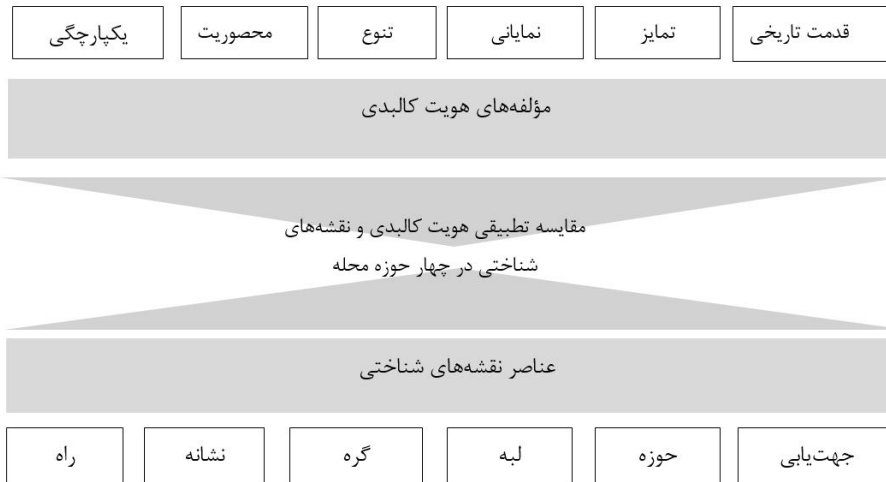 قدمت تاریخی
تمایز
نمایانی
تنوع
محصوریت
یکپارچگی
مؤلفه‌های هویت کالبدی
مقایسه تطبیقی هویت کالبدی و نقشه‌های
شناختی در چهار حوزه محله
عناصر نقشه‌های شناختی
جهت‌یابی
حوزه
لبه
گره
نشانه
راه